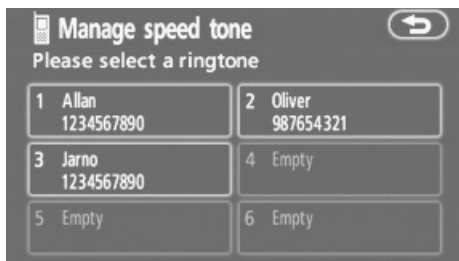 Manage speed tone
Please select a ringtone
1 Allan
1234567890
2 Oliver
987654321
3 Jarno
1234567890
4 Empty
5 Empty
6 Empty